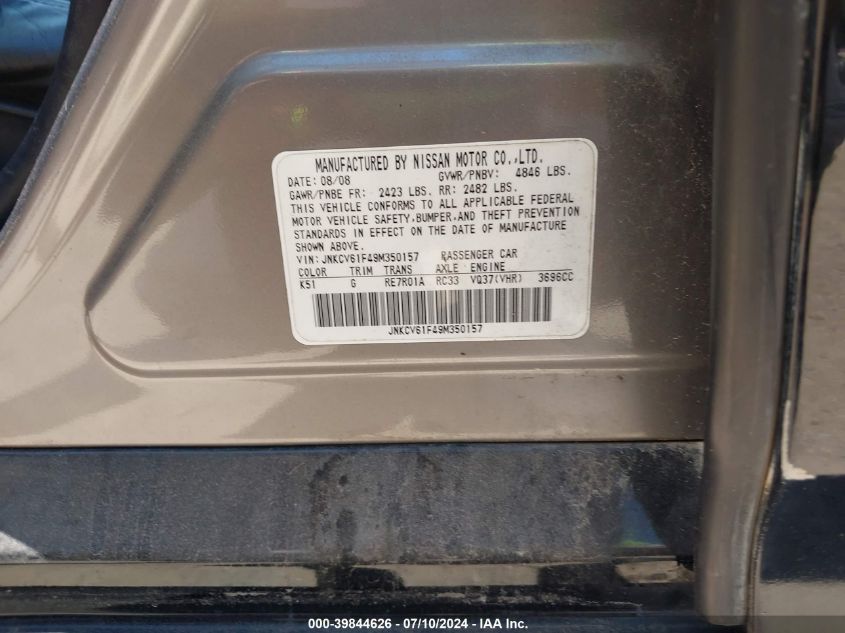 MANUFACTURED BY NISSAN MOTOR CO.,LTD.
DATE: 08/08 GVWR/PNBV: 4846 LBS.
GAWR/PNBE FR: 2423 LBS. RR: 2482 LBS.
THIS VEHICLE CONFORMS TO ALL APPLICABLE FEDERAL
MOTOR VEHICLE SAFETY,BUMPER,AND THEFT PREVENTION
STANDARDS IN EFFECT ON THE DATE OF MANUFACTURE
SHOWN ABOVE.
VIN: JNKCV61F49M350157 PASSENGER CAR
COLOR TRIM TRANS AXLE ENGINE
K51 G RE7R01A RC33 VQ37(VHR) 3696CC
JNKCV61F49M350157
000-39844626 - 07/10/2024 - IAA Inc.